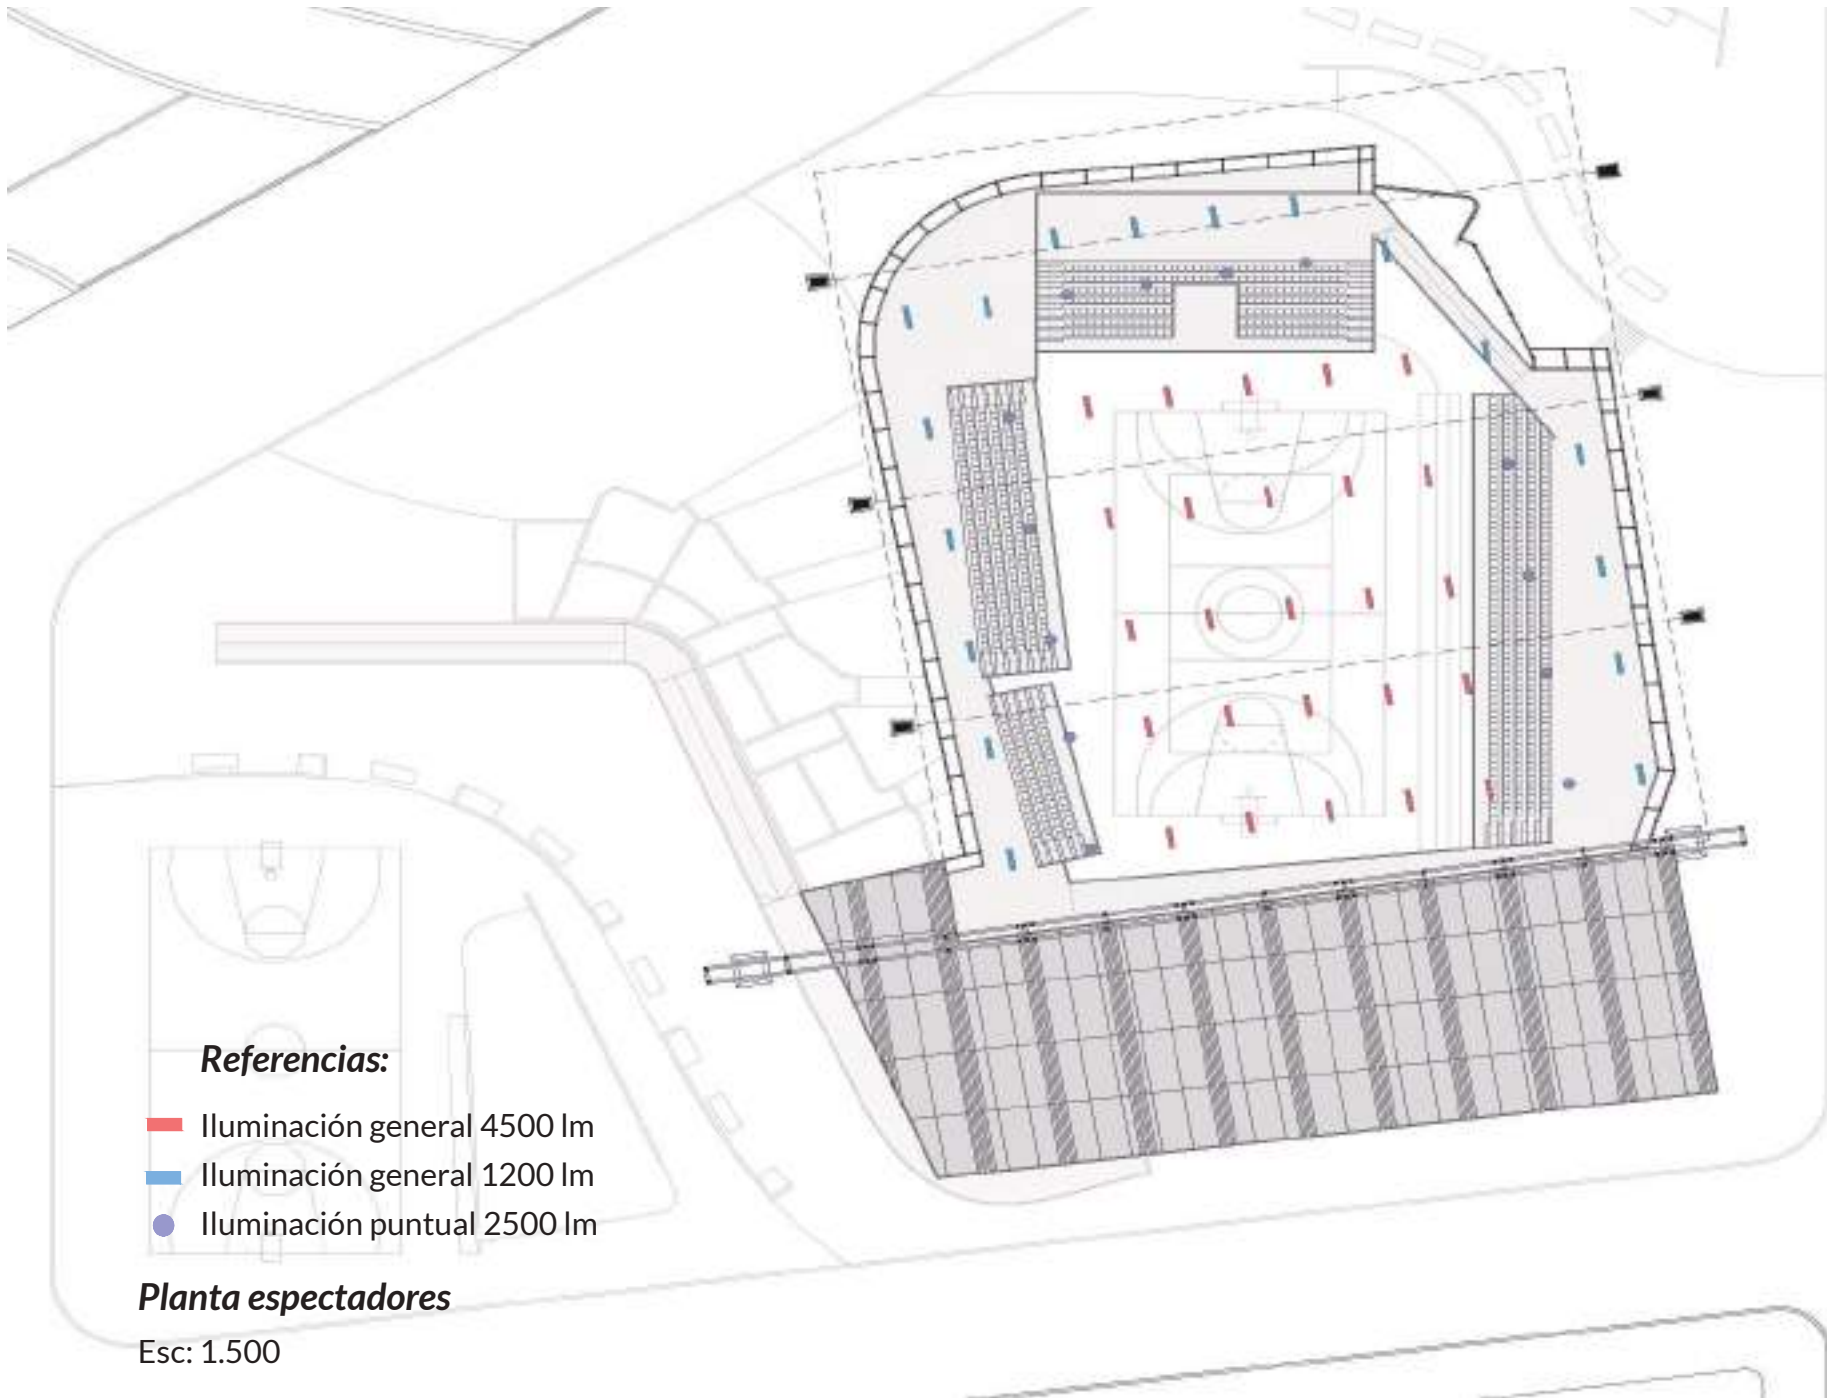 Referencias:
Iluminación general 4500 lm
Iluminación general 1200 lm
Iluminación puntual 2500 lm
Planta espectadores
Esc: 1.500